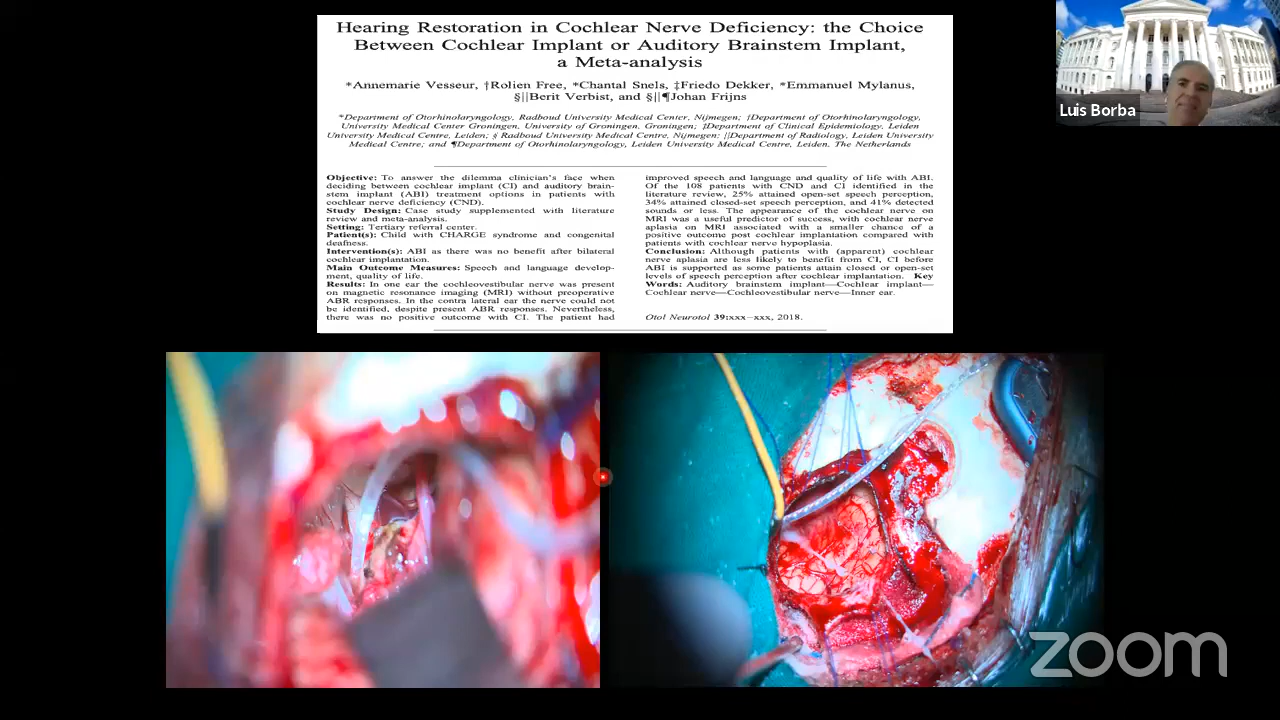 Hearing Restoration in Cochlear Nerve Deficiency: the Choice
Between Cochlear Implant or Auditory Brainstem Implant,
a Meta-analysis
*Annemarie Vesseur, †Rolien Free, *Chantal Snels, ‡Friedo Dekker, *Emmanuel Mylanus,
§||Berit Verbist, and §||¶Johan Frijns
*Department of Otorhinolaryngology, Radboud University Medical Center, Nijmegen; †Department of Otorhinolaryngology,
University Medical Center Groningen, University of Groningen, Groningen; ‡Department of Clinical Epidemiology, Leiden
University Medical Centre, Leiden; § Radboud University Medical Centre, Nijmegen; ||Department of Radiology, Leiden University
Medical Centre; and ¶Department of Otorhinolaryngology, Leiden University Medical Centre, Leiden. The Netherlands
Objective: To answer the dilemma clinician's face when
deciding between cochlear implant (CI) and auditory brain-
stem implant (ABI) treatment options in patients with
cochlear nerve deficiency (CND).
Study Design: Case study supplemented with literature
review and meta-analysis.
Setting: Tertiary referral center.
Patient(s): Child with CHARGE syndrome and congenital
deafness.
Intervention(s): ABI as there was no benefit after bilateral
cochlear implantation.
Main Outcome Measures: Speech and language develop-
ment, quality of life.
Results: In one ear the cochleovestibular nerve was present
on magnetic resonance imaging (MRI) without preoperative
ABR responses. In the contra lateral ear the nerve could not
be identified, despite present ABR responses. Nevertheless,
there was no positive outcome with CI. The patient had
improved speech and language and quality of life with ABI.
Of the 108 patients with CND and CI identified in the
literature review, 25% attained open-set speech perception,
34% attained closed-set speech perception, and 41% detected
sounds or less. The appearance of the cochlear nerve on
MRI was a useful predictor of success, with cochlear nerve
aplasia on MRI associated with a smaller chance of a
positive outcome post cochlear implantation compared with
patients with cochlear nerve hypoplasia.
Conclusion: Although patients with (apparent) cochlear
nerve aplasia are less likely to benefit from CI, CI before
ABI is supported as some patients attain closed or open-set
levels of speech perception after cochlear implantation. Key
Words: Auditory brainstem implant—Cochlear implant—
Cochlear nerve—Cochleovestibular nerve—Inner ear.
Otol Neurotol 39:xxx–xxx, 2018.
Luis Borba
zoom